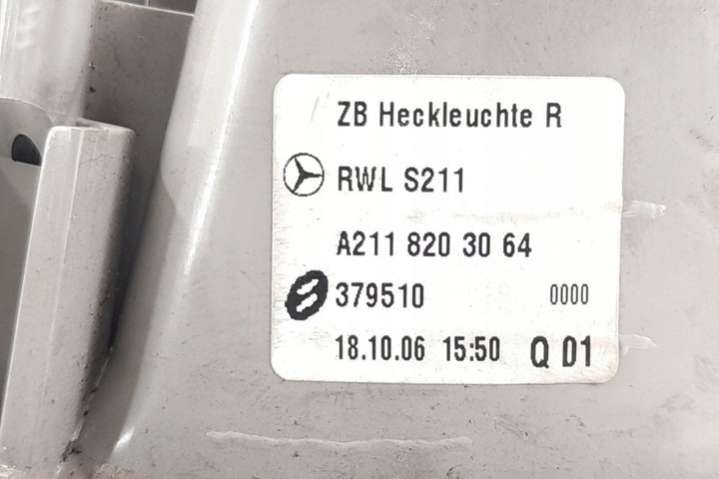 ZB Heckleuchte R
RWL S211
A211 820 30 64
379510 0000
18.10.06 15:50 Q 01